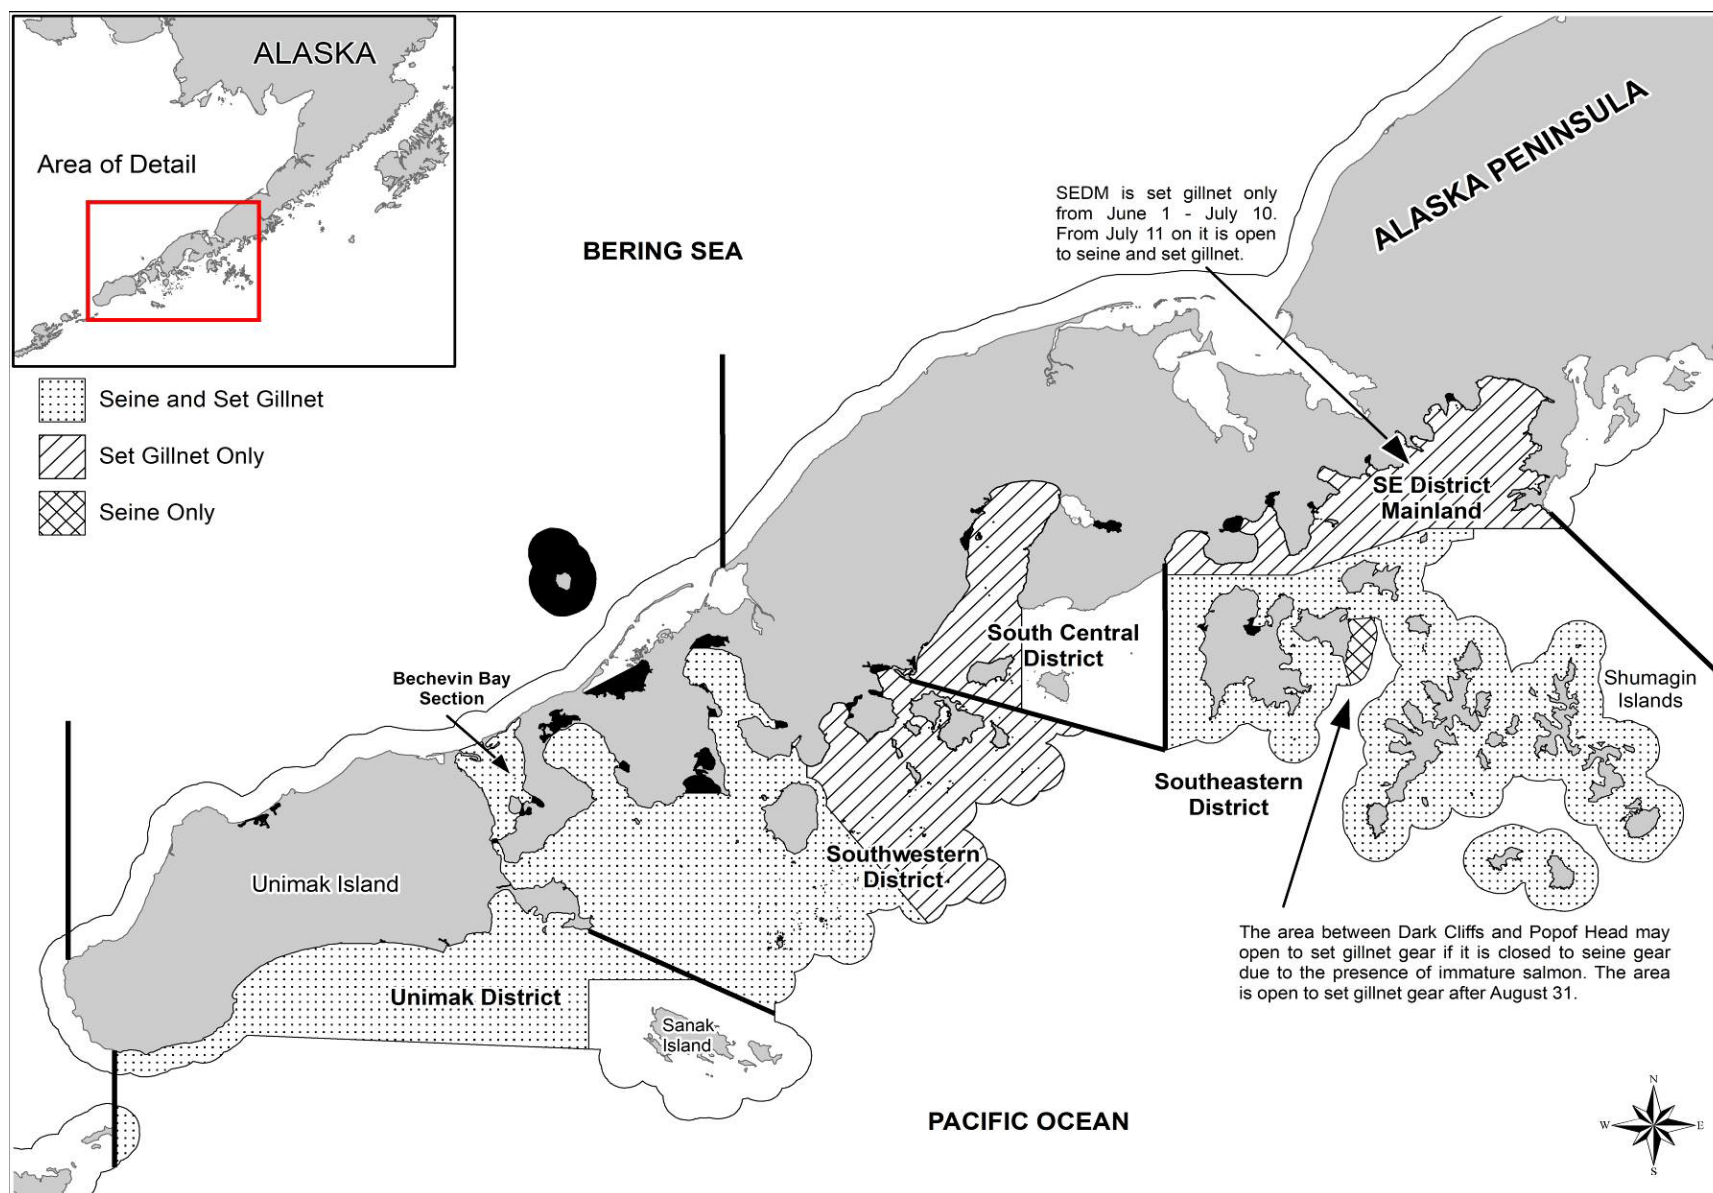 ALASKA
Area of Detail
Seine and Set Gillnet
Set Gillnet Only
Seine Only
BERING SEA
SEDM is set gillnet only
from June 1 - July 10.
From July 11 on it is open
to seine and set gillnet.
ALASKA PENINSULA
SE District
Mainland
South Central
District
Bechevin Bay
Section
Shumagin
Islands
Southeastern
District
Southwestern
District
Unimak Island
The area between Dark Cliffs and Popof Head may
open to set gillnet gear if it is closed to seine gear
due to the presence of immature salmon. The area
is open to set gillnet gear after August 31.
Unimak District
Sanak
Island
PACIFIC OCEAN
N
W
E
S